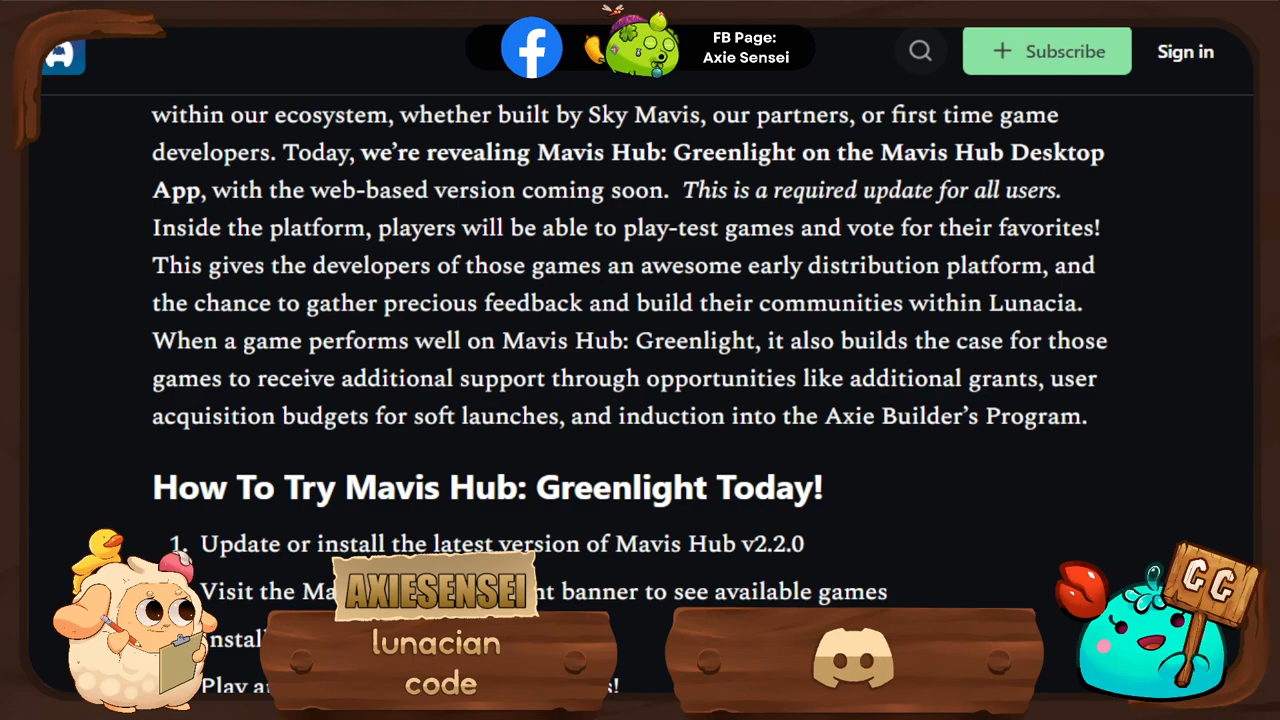 FB Page:
Axie Sensei
Subscribe
Sign in
within our ecosystem, whether built by Sky Mavis, our partners, or first time game
developers. Today, we're revealing Mavis Hub: Greenlight on the Mavis Hub Desktop
App, with the web-based version coming soon. This is a required update for all users.
Inside the platform, players will be able to play-test games and vote for their favorites!
This gives the developers of those games an awesome early distribution platform, and
the chance to gather precious feedback and build their communities within Lunacia.
When a game performs well on Mavis Hub: Greenlight, it also builds the case for those
games to receive additional support through opportunities like additional grants, user
acquisition budgets for soft launches, and induction into the Axie Builder's Program.
How To Try Mavis Hub: Greenlight Today!
1. Update or install the latest version of Mavis Hub v2.2.0
Visit the banner to see available games
Play
AXIESENSEI
lunacian
code
GG